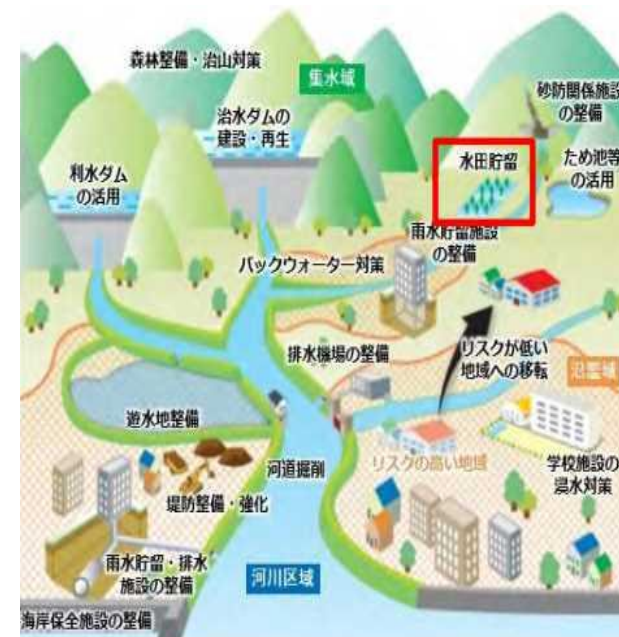 森林整備・治山対策
集水域
砂防関係施設
の整備
治水ダムの
建設・再生
水田貯留
ため池等
の活用
利水ダム
の活用
雨水貯留施設
の整備
バックウォーター対策
排水機場の整備
リスクが低い
地域への移転
氾濫域
遊水地整備
河道掘削
リスクの高い地域
学校施設の
浸水対策
堤防整備・強化
雨水貯留・排水
施設の整備
河川区域
海岸保全施設の整備